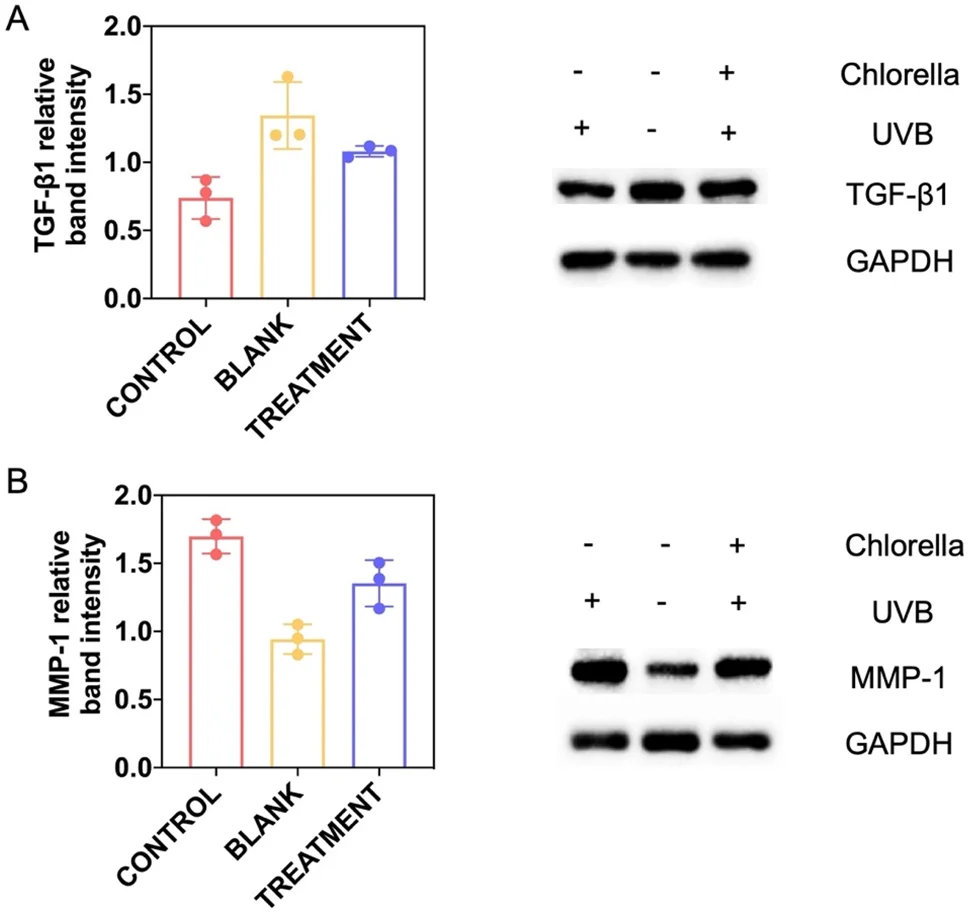 A
TGF-β1 relative
band intensity
2.0
1.5
1.0
0.5
0.0
CONTROL
BLANK
TREATMENT
- - + Chlorella
+ - + UVB
TGF-β1
GAPDH
B
MMP-1 relative
band intensity
2.0
1.5
1.0
0.5
0.0
CONTROL
BLANK
TREATMENT
- - + Chlorella
+ - + UVB
MMP-1
GAPDH